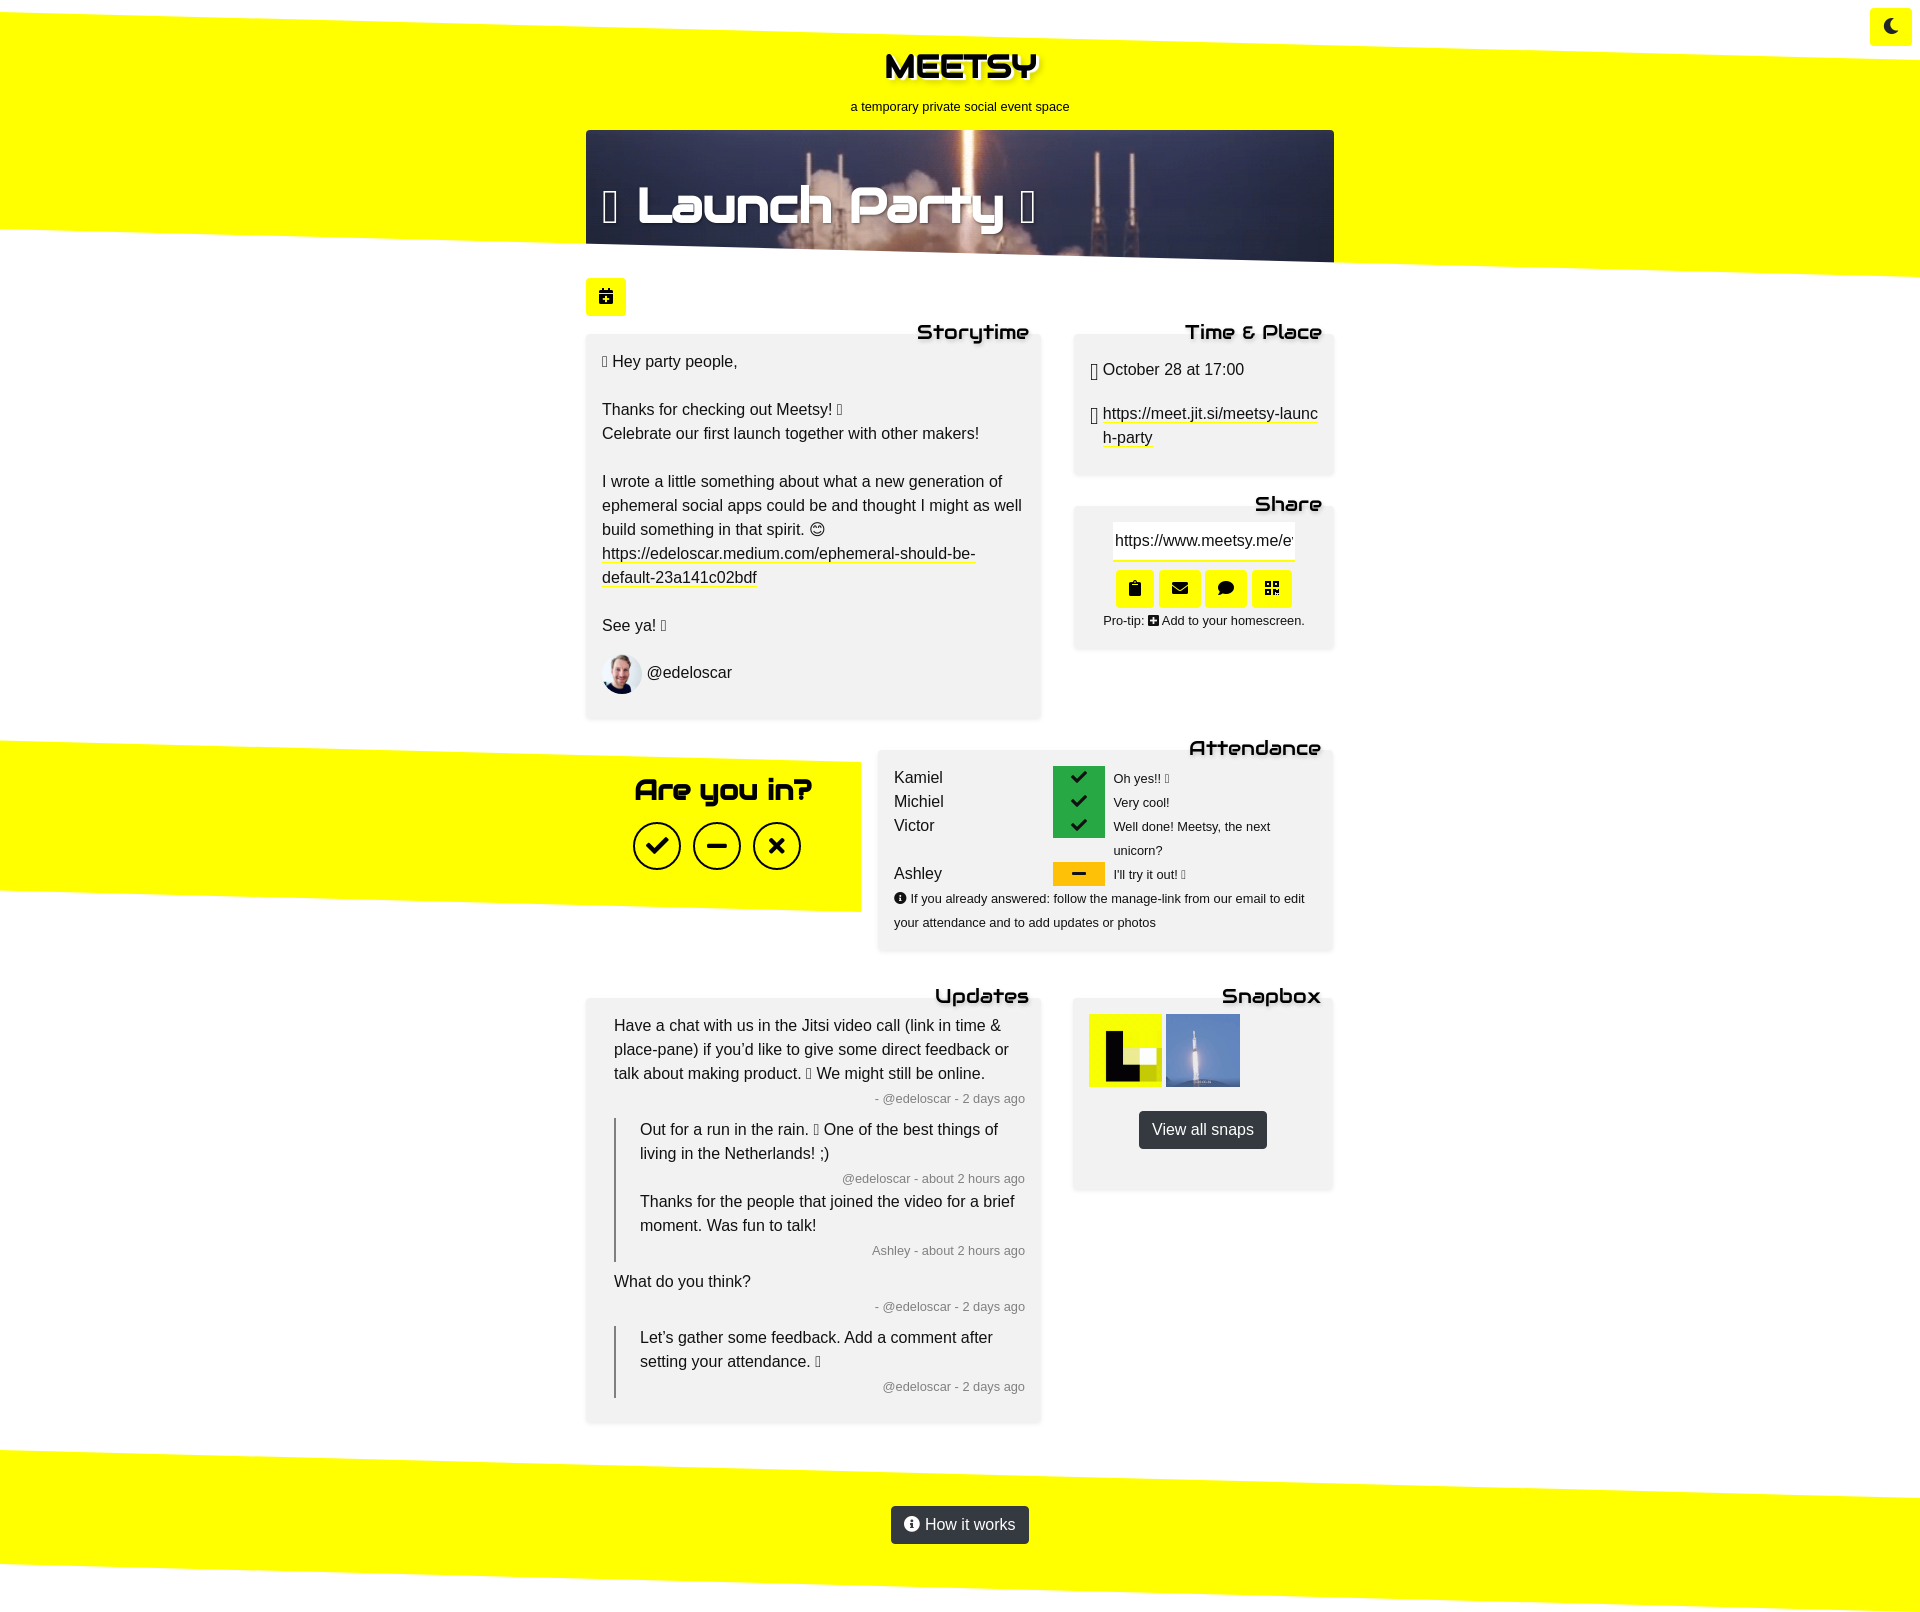 MEETSY
a temporary private social event space
Launch Party
Storytime
Hey party people,
Thanks for checking out Meetsy!
Celebrate our first launch together with other makers!
I wrote a little something about what a new generation of
ephemeral social apps could be and thought I might as well
build something in that spirit. 😊
https://edeloscar.medium.com/ephemeral-should-be-
default-23a141c02bdf
See ya!
@edeloscar
Time & Place
October 28 at 17:00
https://meet.jit.si/meetsy-launc
h-party
Share
https://www.meetsy.me/e
Pro-tip: Add to your homescreen.
Are you in?
Attendance
Kamiel Oh yes!!
Michiel Very cool!
Victor Well done! Meetsy, the next
unicorn?
Ashley I'll try it out!
If you already answered: follow the manage-link from our email to edit
your attendance and to add updates or photos
Updates
Have a chat with us in the Jitsi video call (link in time &
place-pane) if you’d like to give some direct feedback or
talk about making product. We might still be online.
- @edeloscar - 2 days ago
Out for a run in the rain. One of the best things of
living in the Netherlands! ;)
@edeloscar - about 2 hours ago
Thanks for the people that joined the video for a brief
moment. Was fun to talk!
Ashley - about 2 hours ago
What do you think?
- @edeloscar - 2 days ago
Let’s gather some feedback. Add a comment after
setting your attendance.
@edeloscar - 2 days ago
Snapbox
View all snaps
How it works